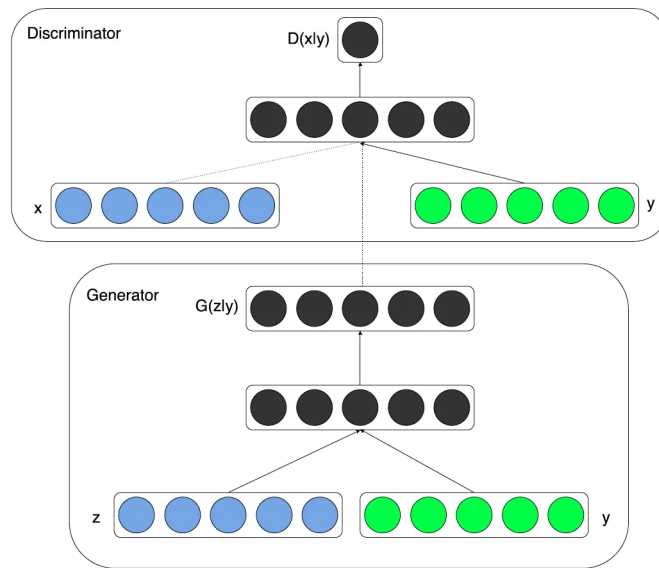 Discriminator
D(x|y)
x
y
Generator
G(z|y)
z
y